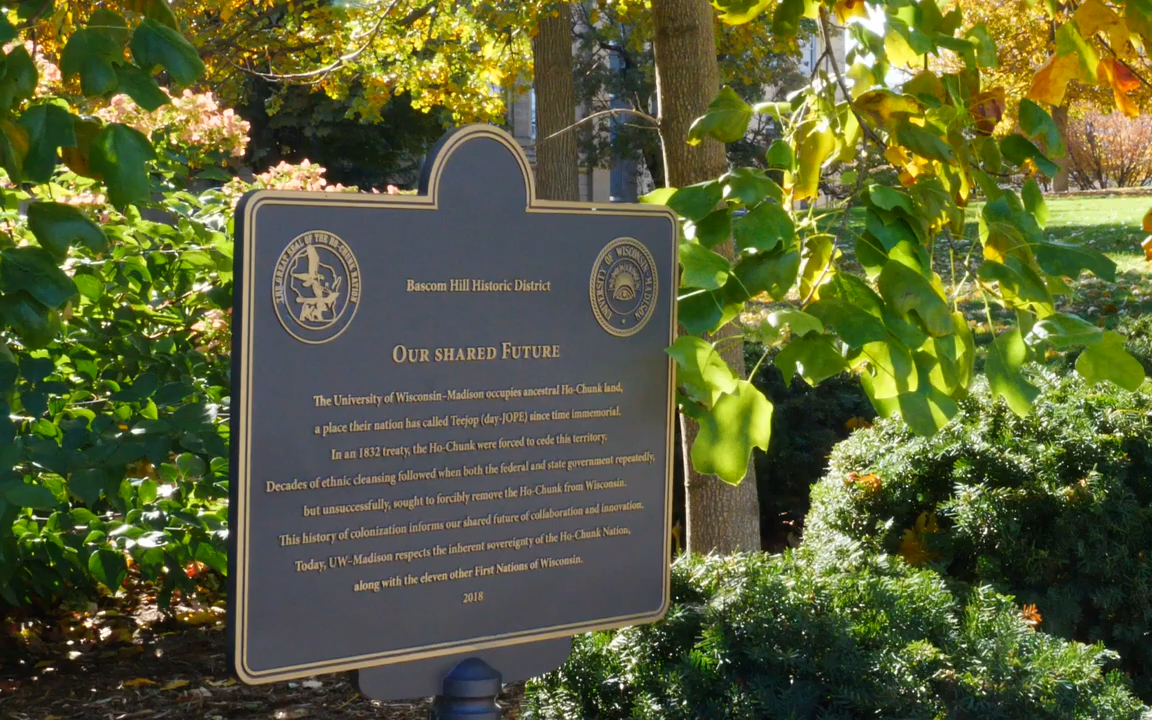 THE GREAT SEAL OF THE HO-CHUNK NATION
UNIVERSITY OF WISCONSIN MADISON
Bascom Hill Historic District
OUR SHARED FUTURE
The University of Wisconsin–Madison occupies ancestral Ho-Chunk land,
a place their nation has called Teejop (day-JOPE) since time immemorial.
In an 1832 treaty, the Ho-Chunk were forced to cede this territory.
Decades of ethnic cleansing followed when both the federal and state government repeatedly,
but unsuccessfully, sought to forcibly remove the Ho-Chunk from Wisconsin.
This history of colonization informs our shared future of collaboration and innovation.
Today, UW–Madison respects the inherent sovereignty of the Ho-Chunk Nation,
along with the eleven other First Nations of Wisconsin.
2018